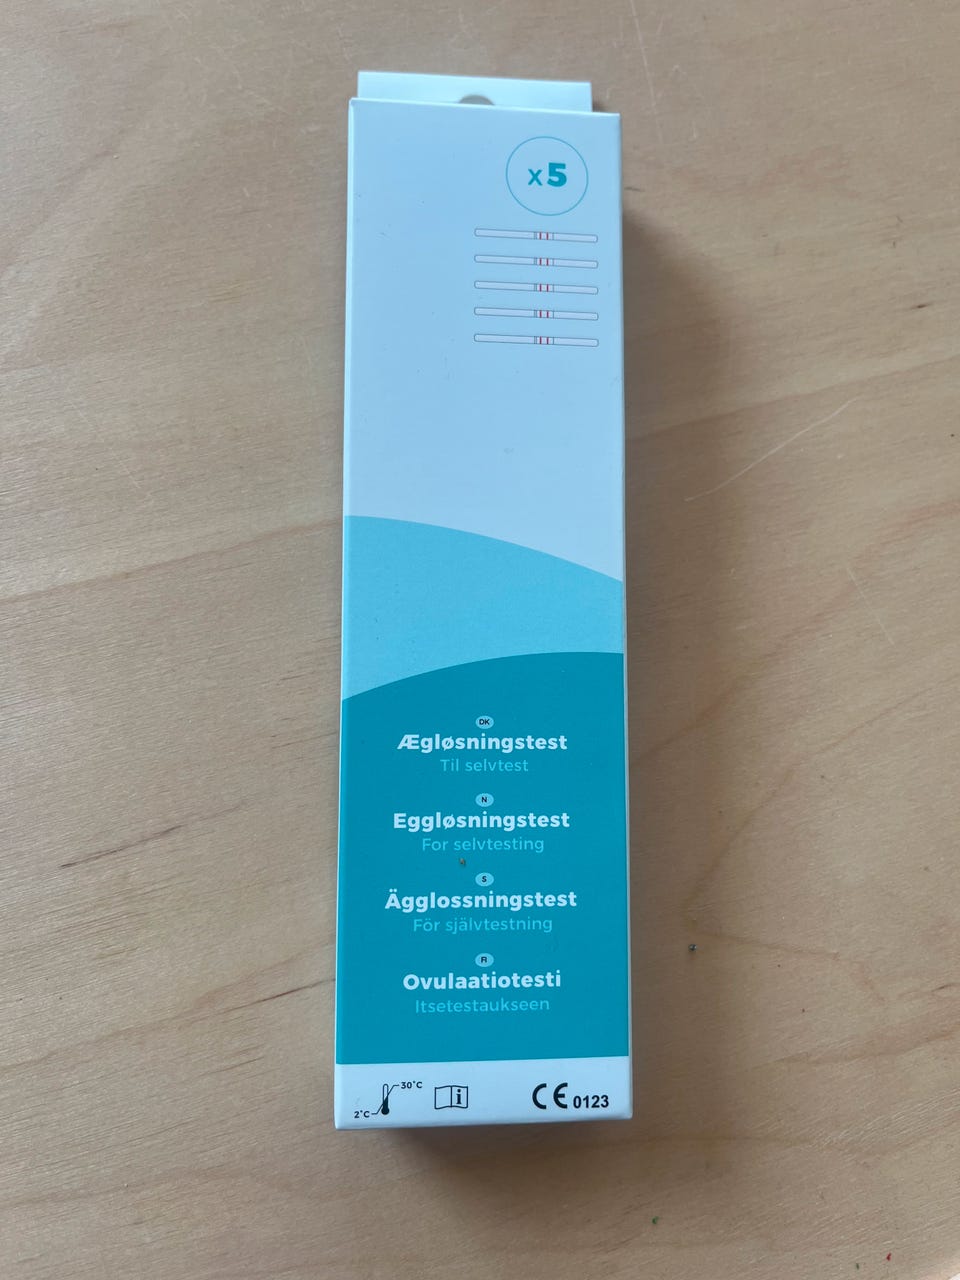 x5
DK
Ægløsningstest
Til selvtest
N
Eggløsningstest
For selvtesting
S
Ägglossningstest
För självtestning
FI
Ovulaatiotesti
Itsetestaukseen
30°C
2°C
i
CE 0123